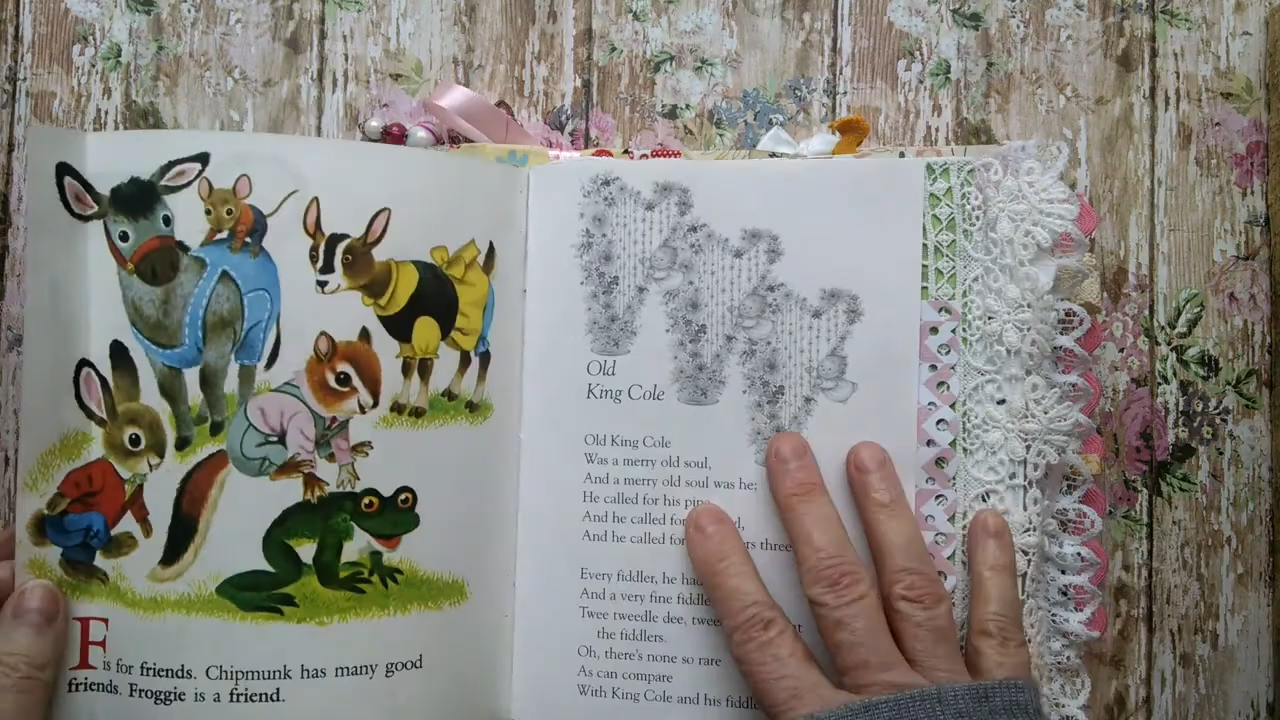 F is for friends. Chipmunk has many good
friends. Froggie is a friend.
Old
King Cole
Old King Cole
Was a merry old soul,
And a merry old soul was he;
He called for his
And he called for
And he called for three
Every fiddler, he had
And a very fine
Twee tweedle dee,
the fiddlers.
Oh, there's none so rare
As can compare
With King Cole and his